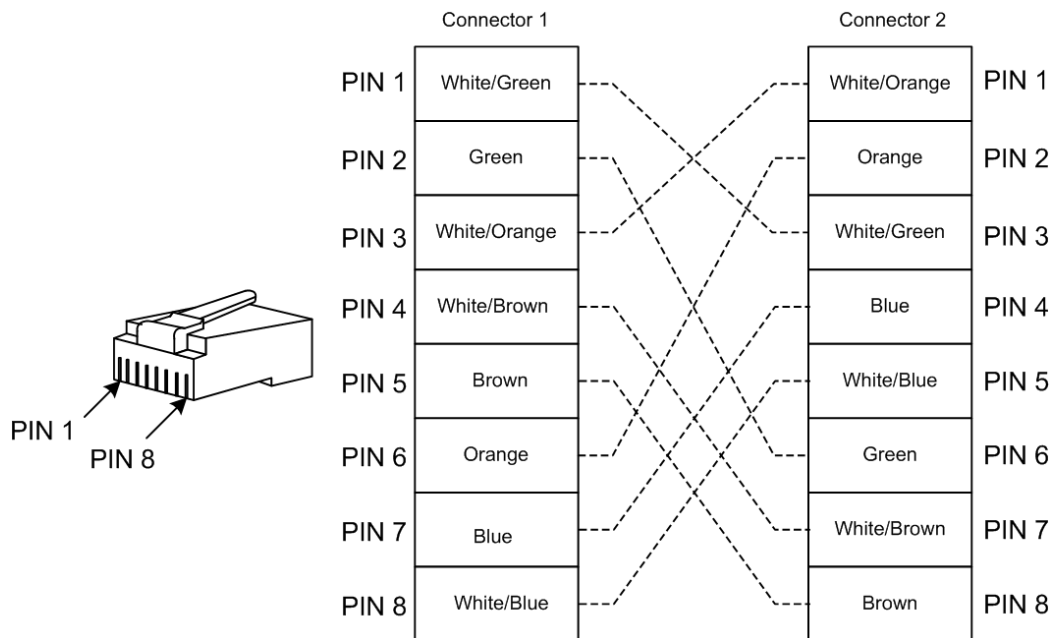 Connector 1 Connector 2
PIN 1 White/Green White/Orange PIN 1
PIN 2 Green Orange PIN 2
PIN 3 White/Orange White/Green PIN 3
PIN 4 White/Brown Blue PIN 4
PIN 5 Brown White/Blue PIN 5
PIN 6 Orange Green PIN 6
PIN 7 Blue White/Brown PIN 7
PIN 8 White/Blue Brown PIN 8
PIN 1
PIN 8